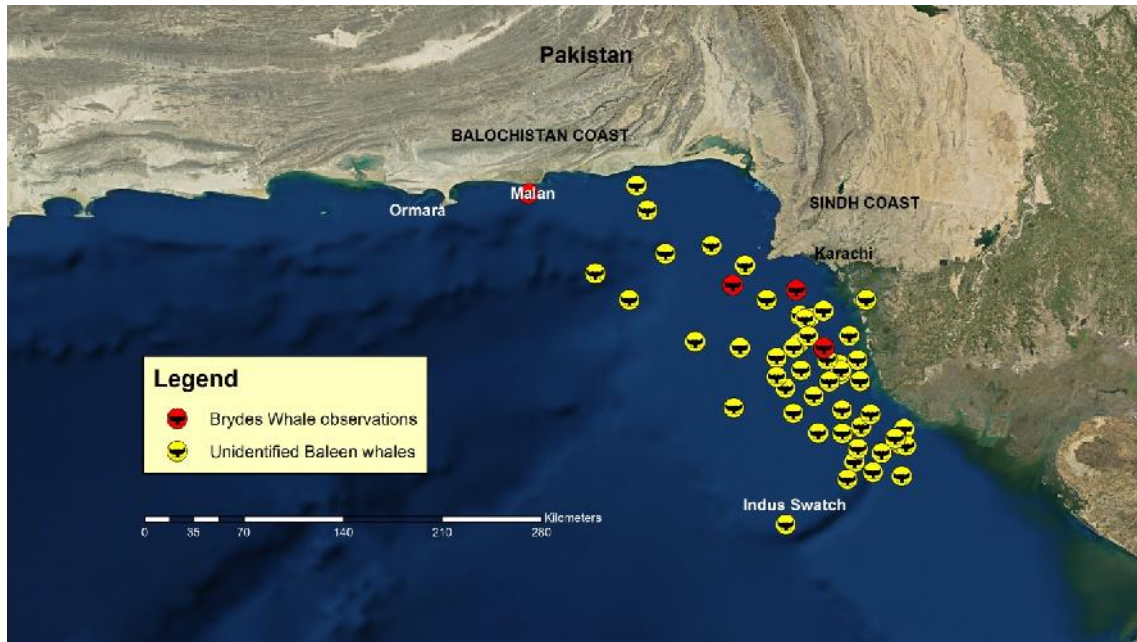 Pakistan
BALOCHISTAN COAST
Malan
Ormara
SINDH COAST
Karachi
Legend
Brydes Whale observations
Unidentified Baleen whales
Indus Swatch
Kilometers
0 35 70 140 210 280